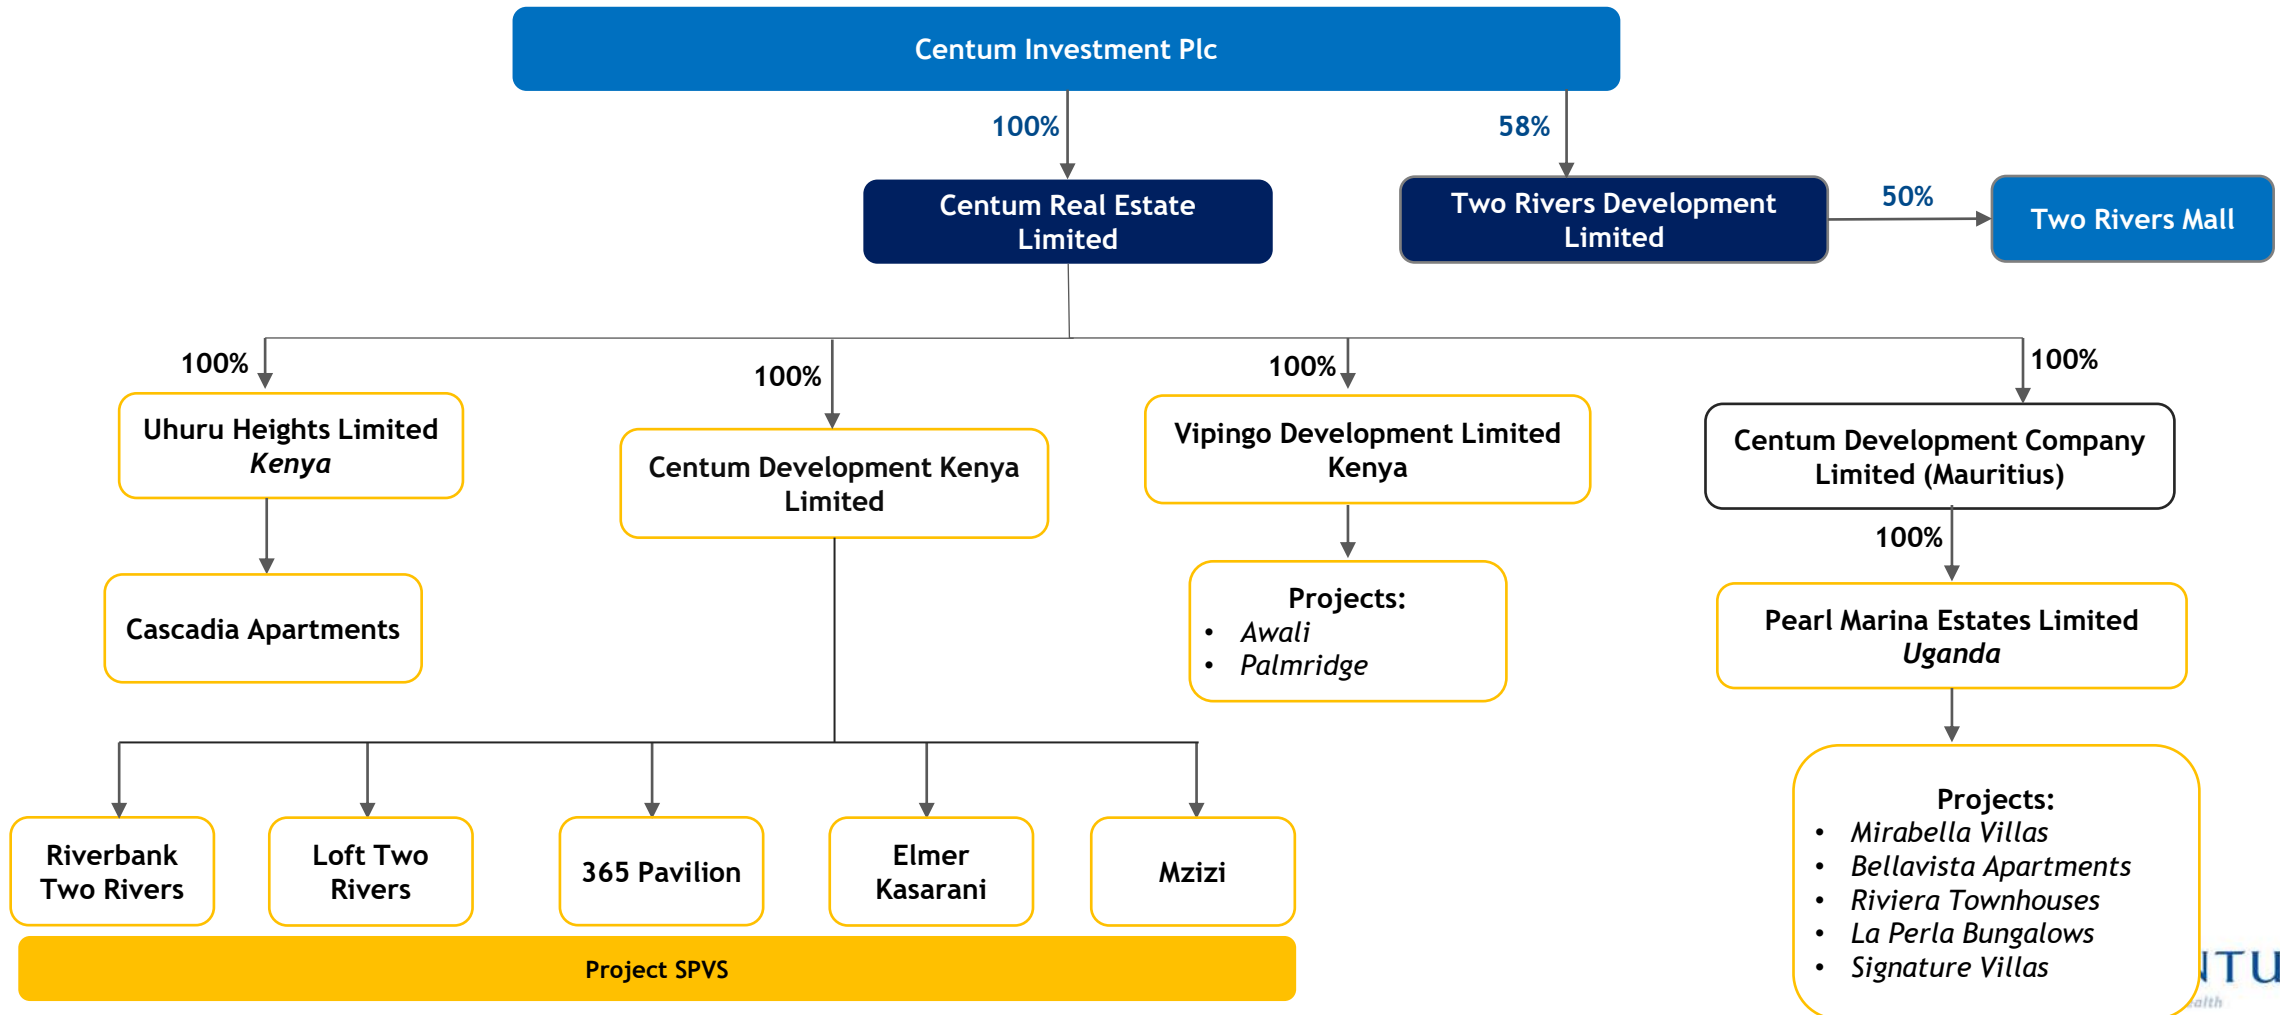 Centum Investment Plc
100%
58%
Centum Real Estate
Limited
Two Rivers Development
Limited
50%
Two Rivers Mall
100%
100%
100%
100%
Uhuru Heights Limited
Kenya
Centum Development Kenya
Limited
Vipingo Development Limited
Kenya
Centum Development Company
Limited (Mauritius)
100%
Cascadia Apartments
Projects:
• Awali
• Palmridge
Pearl Marina Estates Limited
Uganda
Riverbank
Two Rivers
Loft Two
Rivers
365 Pavilion
Elmer
Kasarani
Mzizi
Project SPVS
Projects:
• Mirabella Villas
• Bellavista Apartments
• Riviera Townhouses
• La Perla Bungalows
• Signature Villas